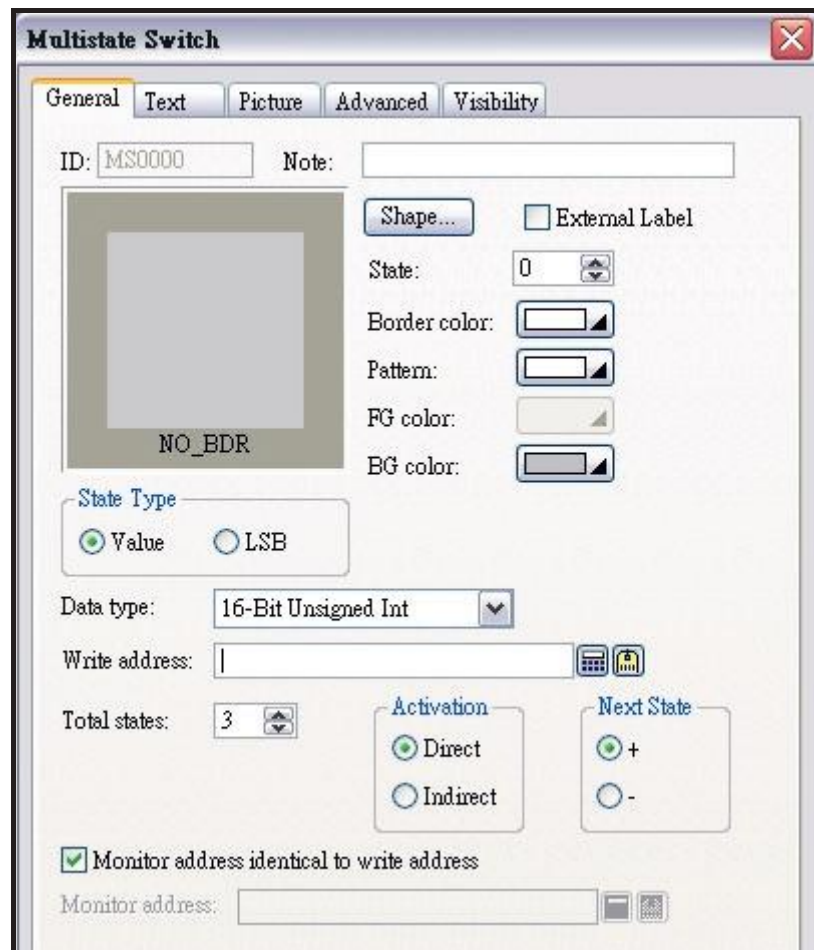 Multistate Switch
General Text Picture Advanced Visibility
ID: MS0000 Note:
Shape... External Label
State: 0
Border color:
Pattern:
FG color:
NO_BDR
BG color:
State Type
Value LSB
Data type: 16-Bit Unsigned Int
Write address:
Total states: 3
Activation
Direct
Indirect
Next State
+
-
Monitor address identical to write address
Monitor address: